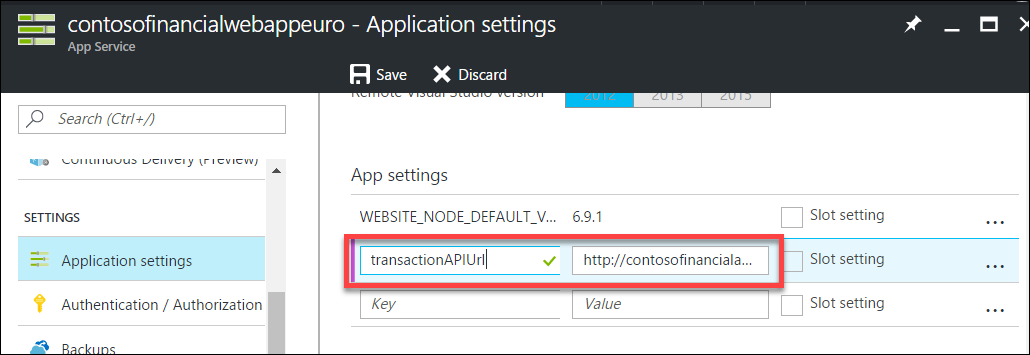 contosofinancialwebappeuro - Application settings
App Service
Save
Discard
Search (Ctrl+/)
Continuous Delivery (Preview)
SETTINGS
Application settings
Authentication / Authorization
Backups
Remote Visual Studio version
2012
2013
2015
App settings
WEBSITE_NODE_DEFAULT_V... 6.9.1 Slot setting ...
transactionAPIUrl http://contosofinanciala... Slot setting ...
Key Value Slot setting ...